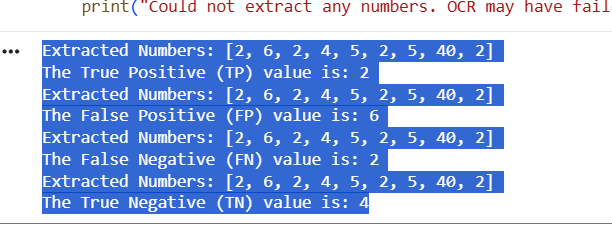 print("Could not extract any numbers. OCR may have fail
Extracted Numbers: [2, 6, 2, 4, 5, 2, 5, 40, 2]
The True Positive (TP) value is: 2
Extracted Numbers: [2, 6, 2, 4, 5, 2, 5, 40, 2]
The False Positive (FP) value is: 6
Extracted Numbers: [2, 6, 2, 4, 5, 2, 5, 40, 2]
The False Negative (FN) value is: 2
Extracted Numbers: [2, 6, 2, 4, 5, 2, 5, 40, 2]
The True Negative (TN) value is: 4